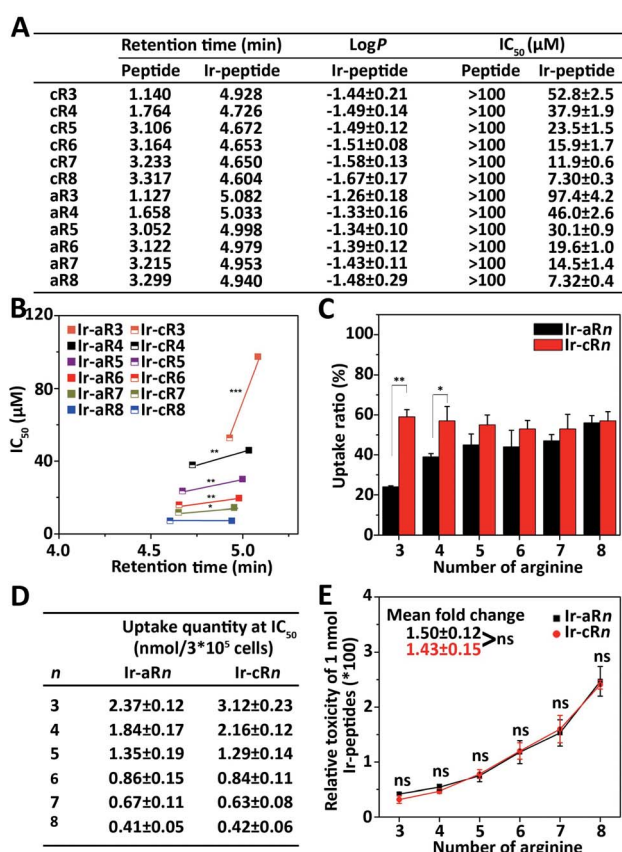 A
Retention time (min) LogP IC50 (µM)
Peptide Ir-peptide Ir-peptide Peptide Ir-peptide
cR3 1.140 4.928 -1.44±0.21 >100 52.8±2.5
cR4 1.764 4.726 -1.49±0.14 >100 37.9±1.9
cR5 3.106 4.672 -1.49±0.12 >100 23.5±1.5
cR6 3.164 4.653 -1.51±0.08 >100 15.9±1.7
cR7 3.233 4.650 -1.58±0.13 >100 11.9±0.6
cR8 3.317 4.604 -1.67±0.17 >100 7.30±0.3
aR3 1.127 5.082 -1.26±0.18 >100 97.4±4.2
aR4 1.658 5.033 -1.33±0.16 >100 46.0±2.6
aR5 3.052 4.998 -1.34±0.10 >100 30.1±0.9
aR6 3.122 4.979 -1.39±0.12 >100 19.6±1.0
aR7 3.215 4.953 -1.43±0.11 >100 14.5±1.4
aR8 3.299 4.940 -1.48±0.29 >100 7.32±0.4
B
120
80
40
0
IC50 (µM)
Ir-aR3 Ir-cR3
Ir-aR4 Ir-cR4
Ir-aR5 Ir-cR5
Ir-aR6 Ir-cR6
Ir-aR7 Ir-cR7
Ir-aR8 Ir-cR8
***
**
**
**
*
4.0 4.5 5.0
Retention time (min)
C
Ir-aRn
Ir-cRn
100
80
60
40
20
Uptake ratio (%)
** *
3 4 5 6 7 8
Number of arginine
D
Uptake quantity at IC50
(nmol/3*10⁵ cells)
n Ir-aRn Ir-cRn
3 2.37±0.12 3.12±0.23
4 1.84±0.17 2.16±0.12
5 1.35±0.19 1.29±0.14
6 0.86±0.15 0.84±0.11
7 0.67±0.11 0.63±0.08
8 0.41±0.05 0.42±0.06
E
4
3
2
1
0
Relative toxicity of 1 nmol
Ir-peptides (*100)
Mean fold change
1.50±0.12
1.43±0.15
>ns
Ir-aRn
Ir-cRn
ns ns ns ns ns ns
3 4 5 6 7 8
Number of arginine